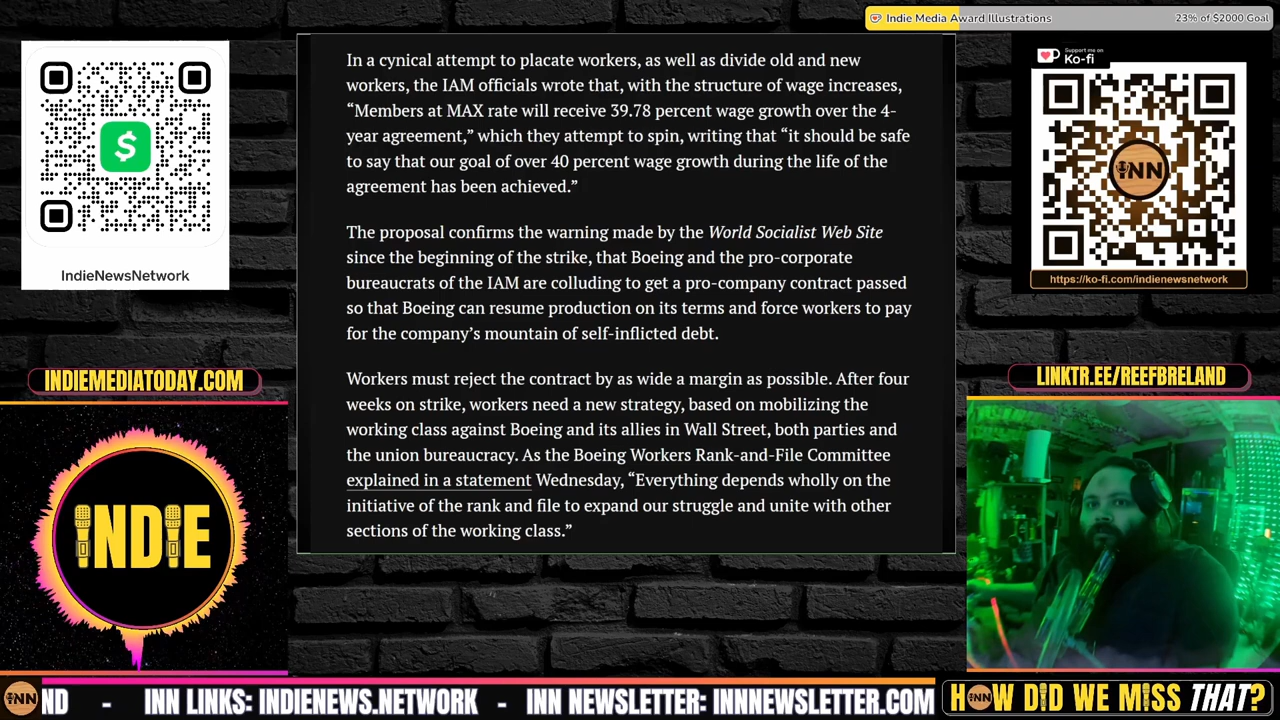 Indie Media Award Illustrations
23% of $2000 Goal
$
IndieNewsNetwork
In a cynical attempt to placate workers, as well as divide old and new
workers, the IAM officials wrote that, with the structure of wage increases,
“Members at MAX rate will receive 39.78 percent wage growth over the 4-
year agreement,” which they attempt to spin, writing that “it should be safe
to say that our goal of over 40 percent wage growth during the life of the
agreement has been achieved.”
The proposal confirms the warning made by the World Socialist Web Site
since the beginning of the strike, that Boeing and the pro-corporate
bureaucrats of the IAM are colluding to get a pro-company contract passed
so that Boeing can resume production on its terms and force workers to pay
for the company’s mountain of self-inflicted debt.
Workers must reject the contract by as wide a margin as possible. After four
weeks on strike, workers need a new strategy, based on mobilizing the
working class against Boeing and its allies in Wall Street, both parties and
the union bureaucracy. As the Boeing Workers Rank-and-File Committee
explained in a statement Wednesday, “Everything depends wholly on the
initiative of the rank and file to expand our struggle and unite with other
sections of the working class.”
Support me on
Ko-fi
INN
https://ko-fi.com/indienewsnetwork
INDIEMEDIATODAY.COM
LINKTR.EE/REEFBRELAND
INDIE
INN
ND - INN LINKS: INDIENEWS.NETWORK - INN NEWSLETTER: INNNEWSLETTER.COM
HOW DID WE MISS THAT?
INN